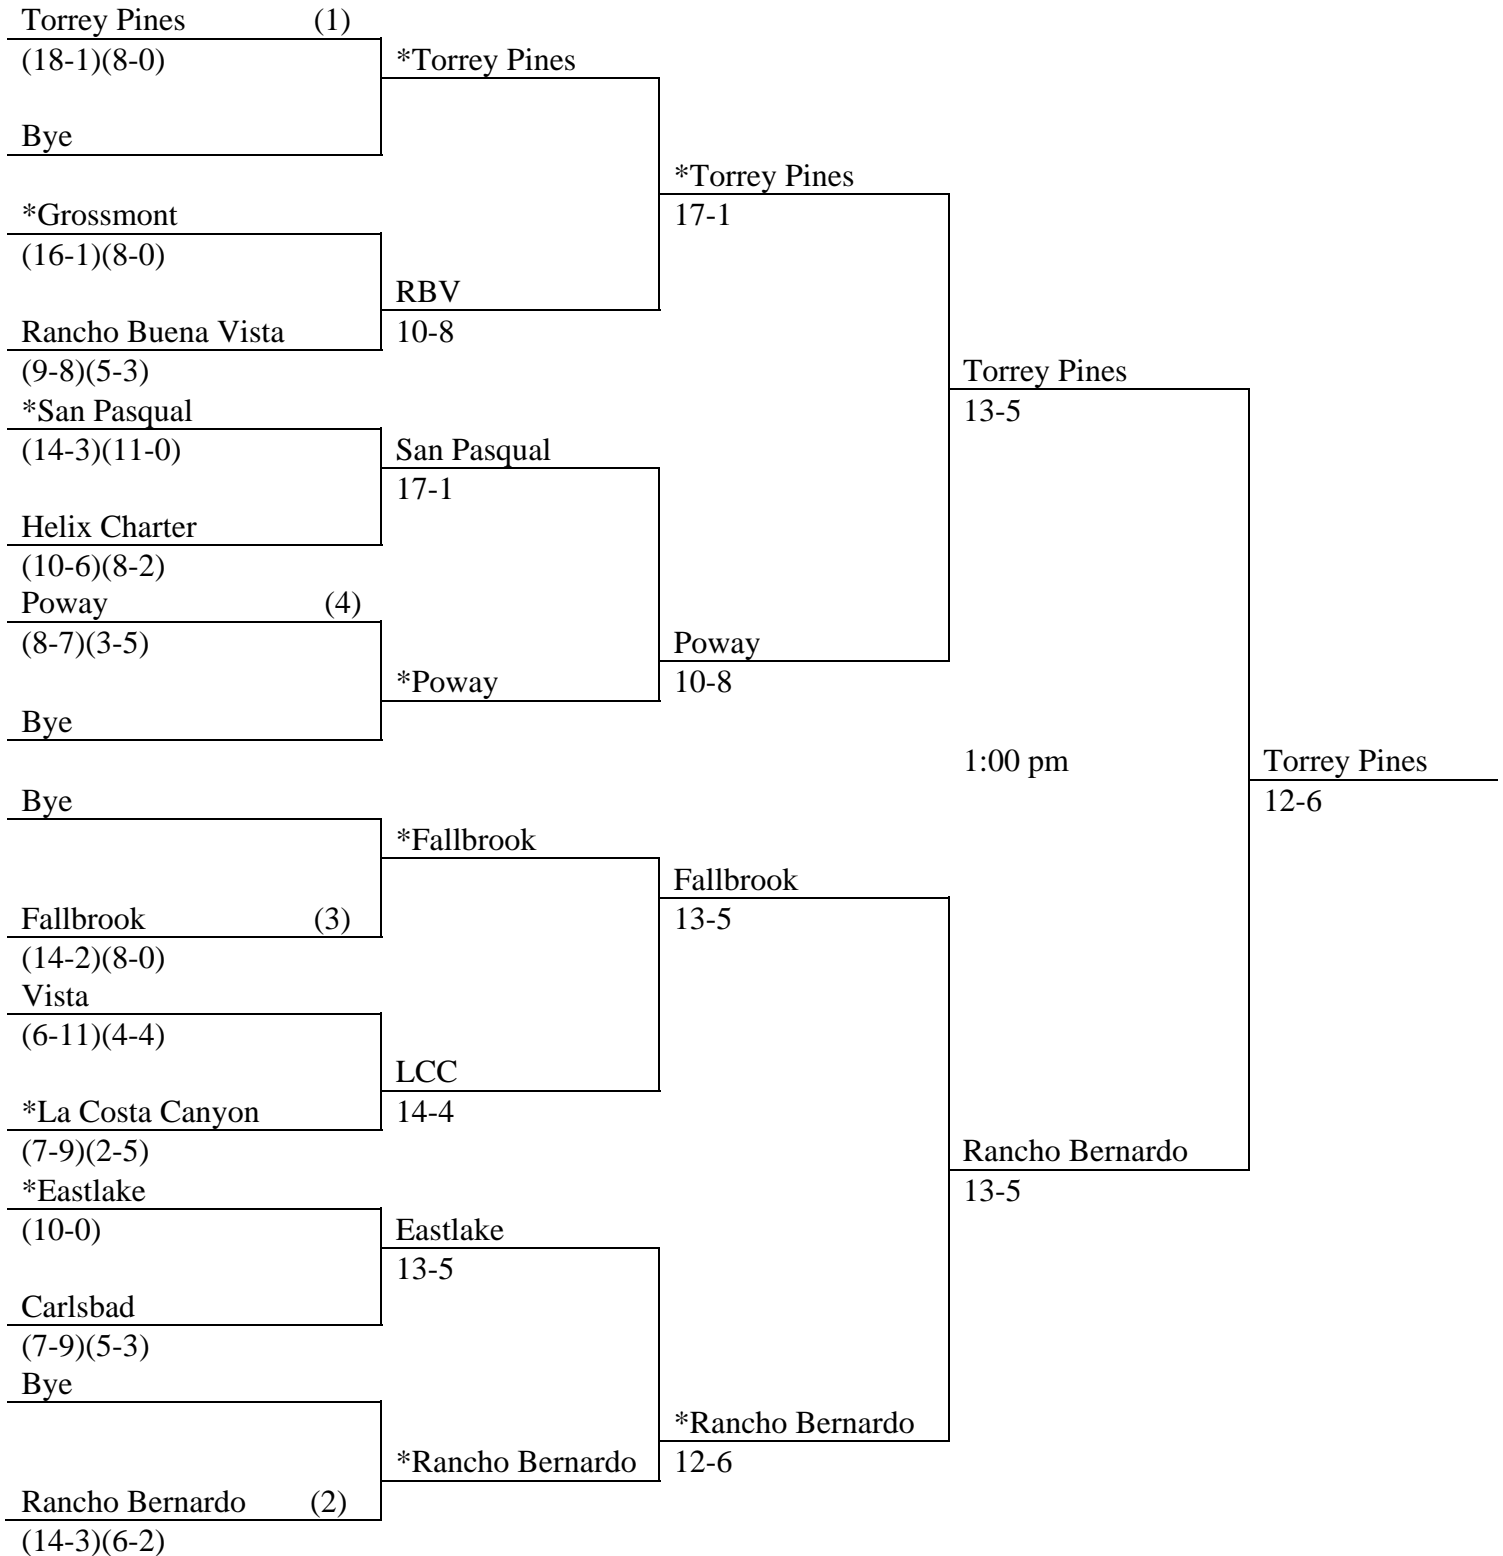 Torrey Pines (1)
(18-1)(8-0)
Bye
*Grossmont
(16-1)(8-0)
Rancho Buena Vista
(9-8)(5-3)
*San Pasqual
(14-3)(11-0)
Helix Charter
(10-6)(8-2)
Poway (4)
(8-7)(3-5)
Bye
Bye
Fallbrook (3)
(14-2)(8-0)
Vista
(6-11)(4-4)
*La Costa Canyon
(7-9)(2-5)
*Eastlake
(10-0)
Carlsbad
(7-9)(5-3)
Bye
Rancho Bernardo (2)
(14-3)(6-2)
*Torrey Pines
RBV
10-8
San Pasqual
17-1
*Poway
*Fallbrook
LCC
14-4
Eastlake
13-5
*Rancho Bernardo
*Torrey Pines
17-1
Poway
10-8
Fallbrook
13-5
*Rancho Bernardo
12-6
Torrey Pines
13-5
1:00 pm
Rancho Bernardo
13-5
Torrey Pines
12-6